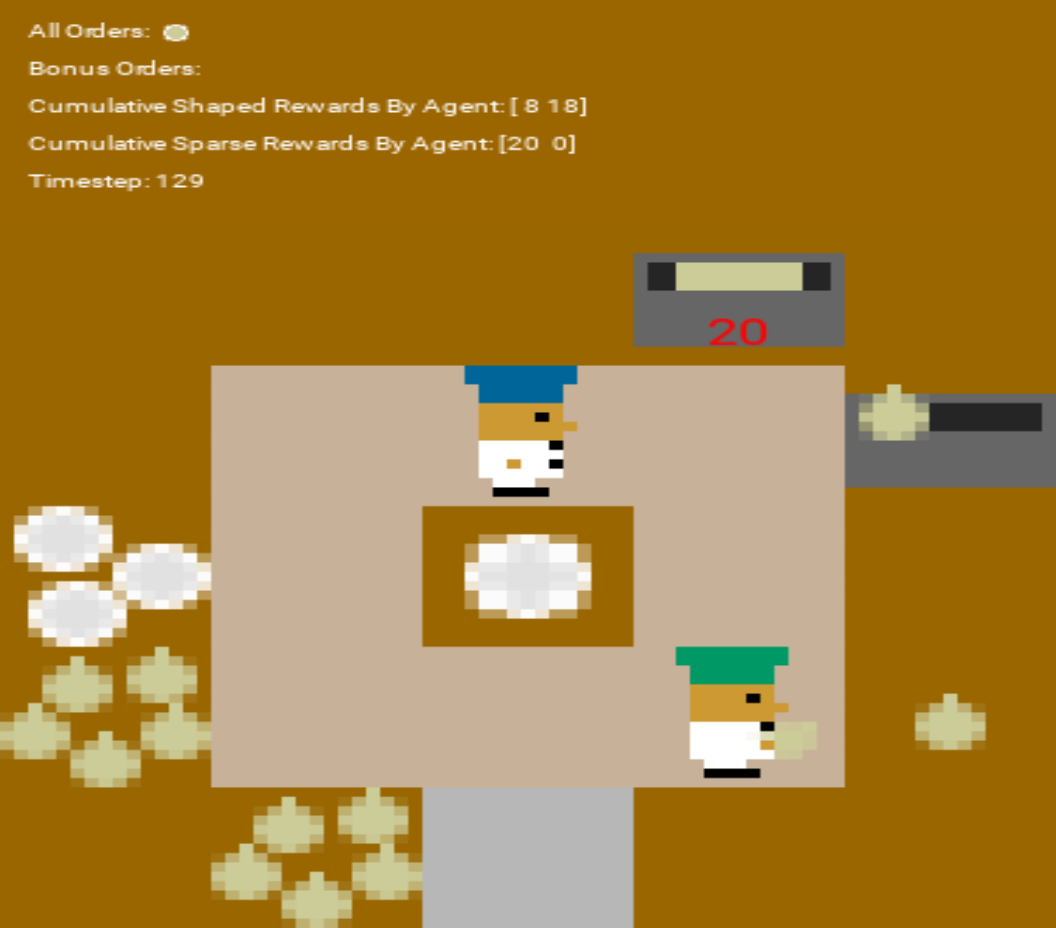 All Orders:
Bonus Orders:
Cumulative Shaped Rewards By Agent: [ 8 18]
Cumulative Sparse Rewards By Agent: [20  0]
Timestep: 129
20